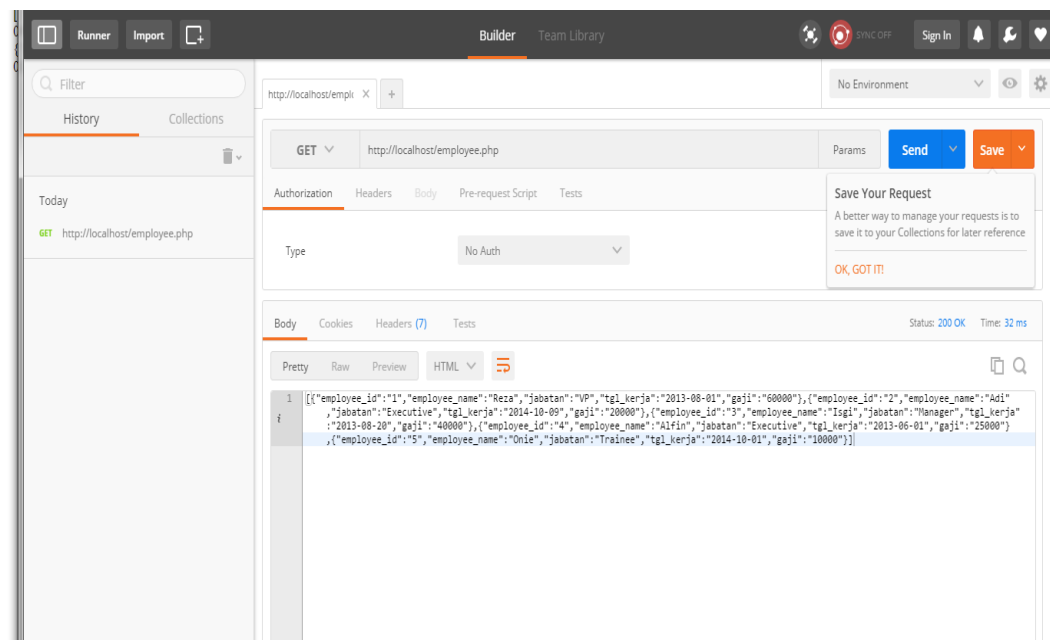 Runner
Import
Builder
Team Library
SYNC OFF
Sign In
Filter
History
Collections
Today
GET http://localhost/employee.php
http://localhost/empl
No Environment
GET
http://localhost/employee.php
Params
Send
Save
Authorization
Headers
Body
Pre-request Script
Tests
Save Your Request
A better way to manage your requests is to
save it to your Collections for later reference
OK, GOT IT!
Type
No Auth
Body
Cookies
Headers (7)
Tests
Status: 200 OK
Time: 32 ms
Pretty
Raw
Preview
HTML
1
i
[{"employee_id":"1","employee_name":"Reza","jabatan":"VP","tgl_kerja":"2013-08-01","gaji":"60000"},{"employee_id":"2","employee_name":"Adi"
,"jabatan":"Executive","tgl_kerja":"2014-10-09","gaji":"20000"},{"employee_id":"3","employee_name":"Isgi","jabatan":"Manager","tgl_kerja"
:"2013-08-20","gaji":"40000"},{"employee_id":"4","employee_name":"Alfin","jabatan":"Executive","tgl_kerja":"2013-06-01","gaji":"25000"}
,{"employee_id":"5","employee_name":"Onie","jabatan":"Trainee","tgl_kerja":"2014-10-01","gaji":"10000"}]